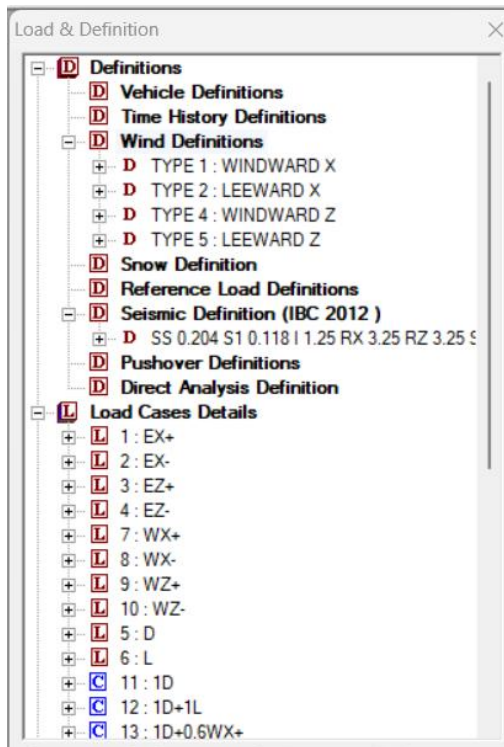 Load & Definition
Definitions
Vehicle Definitions
Time History Definitions
Wind Definitions
TYPE 1 : WINDWARD X
TYPE 2 : LEEWARD X
TYPE 4 : WINDWARD Z
TYPE 5 : LEEWARD Z
Snow Definition
Reference Load Definitions
Seismic Definition (IBC 2012 )
SS 0.204 S1 0.118 I 1.25 RX 3.25 RZ 3.25 S
Pushover Definitions
Direct Analysis Definition
Load Cases Details
1 : EX+
2 : EX-
3 : EZ+
4 : EZ-
7 : WX+
8 : WX-
9 : WZ+
10 : WZ-
5 : D
6 : L
11 : 1D
12 : 1D+1L
13 : 1D+0.6WX+